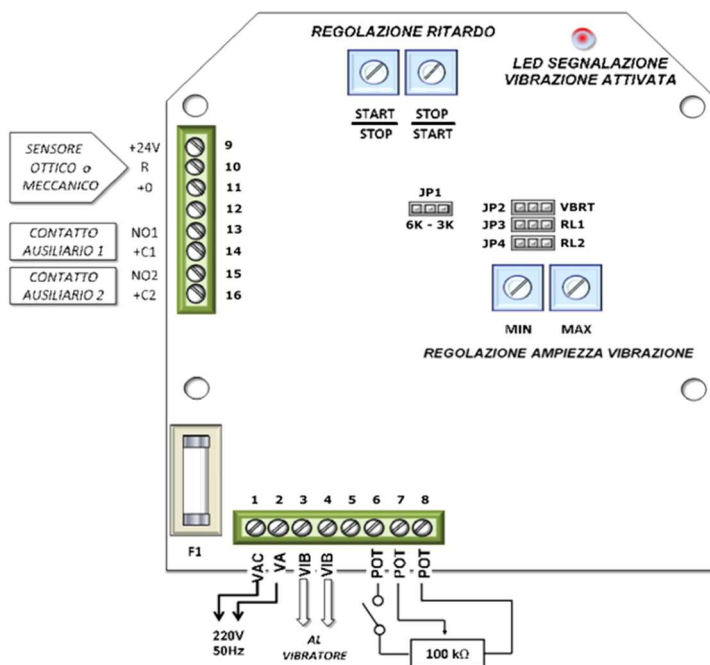 REGOLAZIONE RITARDO
LED SEGNALAZIONE
VIBRAZIONE ATTIVATA
START
STOP
STOP
START
SENSORE
OTTICO o
MECCANICO
+24V
R
+0
9
10
11
12
CONTATTO
AUSILIARIO 1
NO1
+C1
13
14
CONTATTO
AUSILIARIO 2
NO2
+C2
15
16
JP1
6K - 3K
JP2 VBRT
JP3 RL1
JP4 RL2
MIN MAX
REGOLAZIONE AMPIEZZA VIBRAZIONE
F1
1 2 3 4 5 6 7 8
VAC
VA
VIB
VIB
POT
POT
POT
220V
50Hz
AL
VIBRATORE
100 kΩ